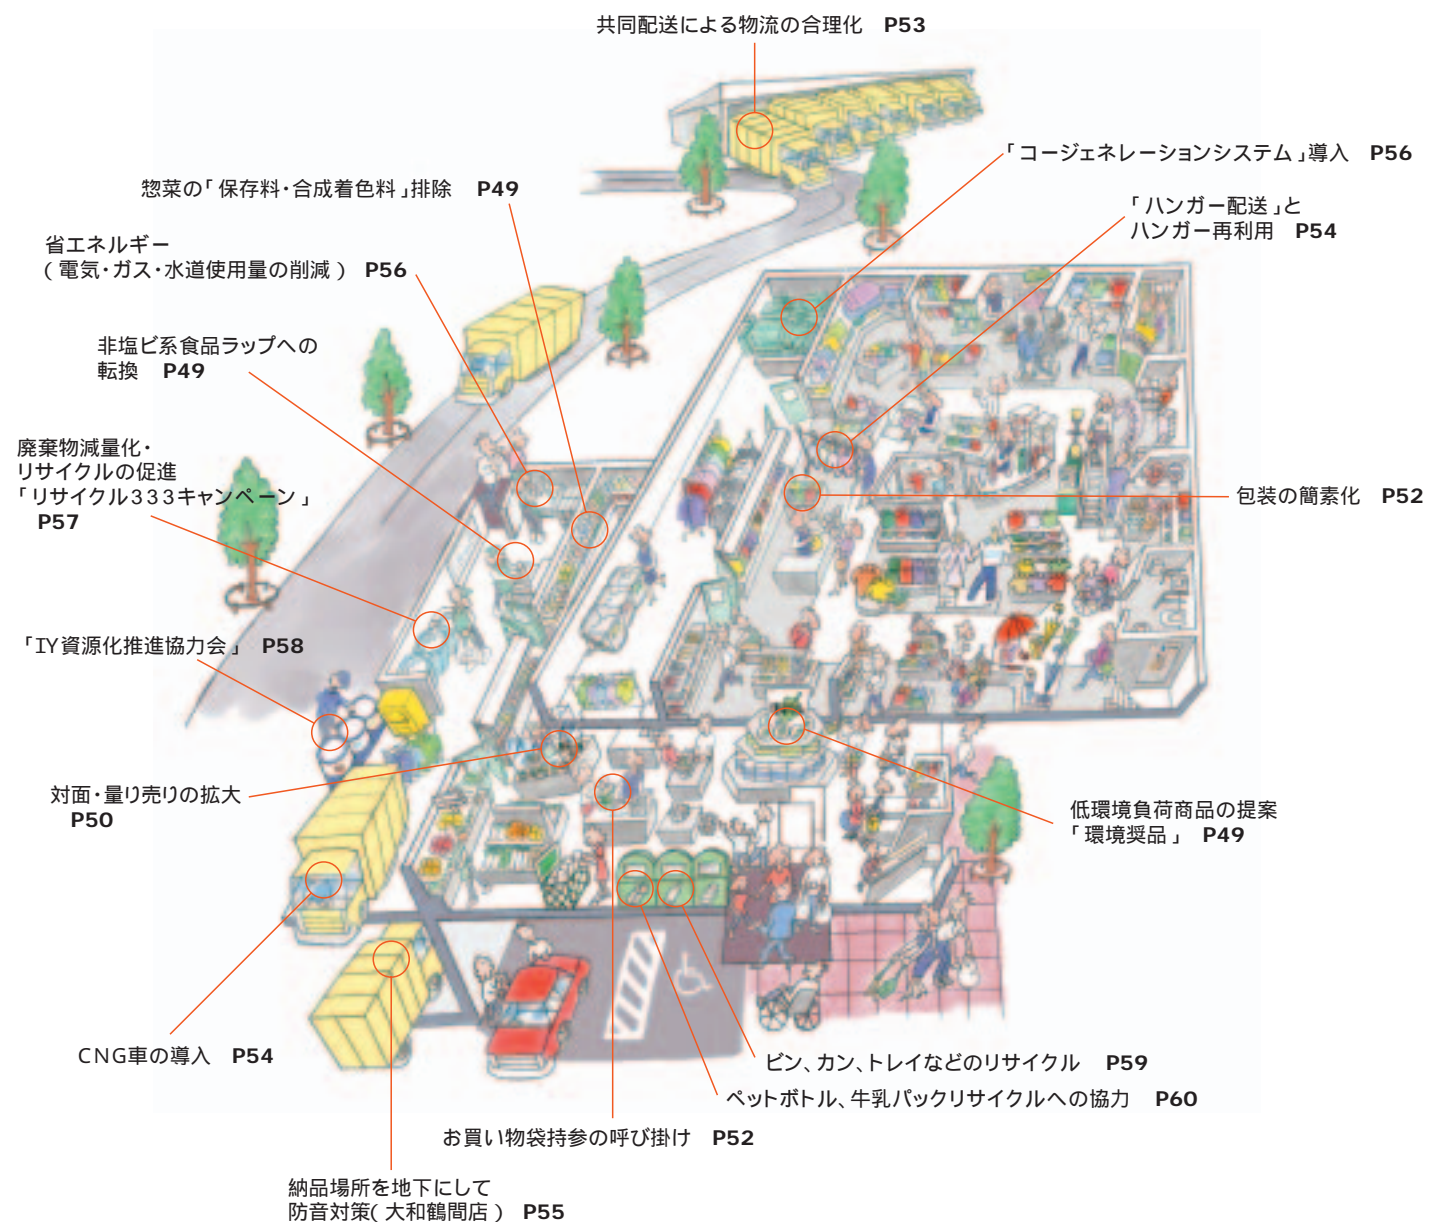 共同配送による物流の合理化 P53
「コージェネレーションシステム」導入 P56
惣菜の「保存料・合成着色料」排除 P49
「ハンガー配送」と
ハンガー再利用 P54
省エネルギー
(電気・ガス・水道使用量の削減) P56
非塩ビ系食品ラップへの
転換 P49
廃棄物減量化・
リサイクルの促進
「リサイクル333キャンペーン」
P57
包装の簡素化 P52
「IY資源化推進協力会」 P58
対面・量り売りの拡大
P50
低環境負荷商品の提案
「環境奨品」 P49
CNG車の導入 P54
ビン、カン、トレイなどのリサイクル P59
ペットボトル、牛乳パックリサイクルへの協力 P60
お買い物袋持参の呼び掛け P52
納品場所を地下にして
防音対策(大和鶴間店) P55